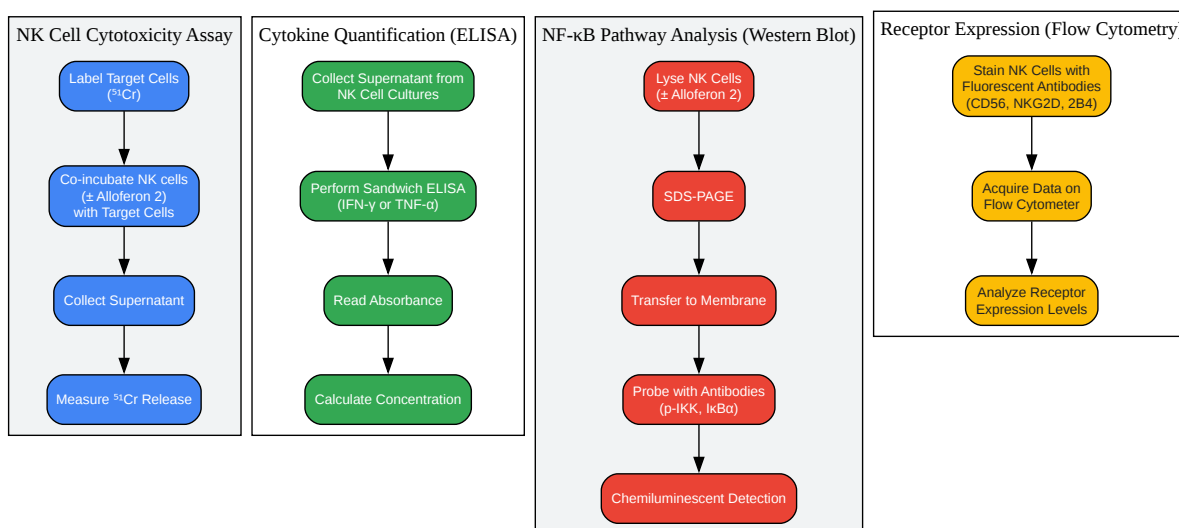 NK Cell Cytotoxicity Assay
Label Target Cells
(⁵¹Cr)
Co-incubate NK cells
(± Alloferon 2)
with Target Cells
Collect Supernatant
Measure ⁵¹Cr Release
Cytokine Quantification (ELISA)
Collect Supernatant from
NK Cell Cultures
Perform Sandwich ELISA
(IFN-γ or TNF-α)
Read Absorbance
Calculate Concentration
NF-κB Pathway Analysis (Western Blot)
Lyse NK Cells
(± Alloferon 2)
SDS-PAGE
Transfer to Membrane
Probe with Antibodies
(p-IKK, IκBα)
Chemiluminescent Detection
Receptor Expression (Flow Cytometry)
Stain NK Cells with
Fluorescent Antibodies
(CD56, NKG2D, 2B4)
Acquire Data on
Flow Cytometer
Analyze Receptor
Expression Levels